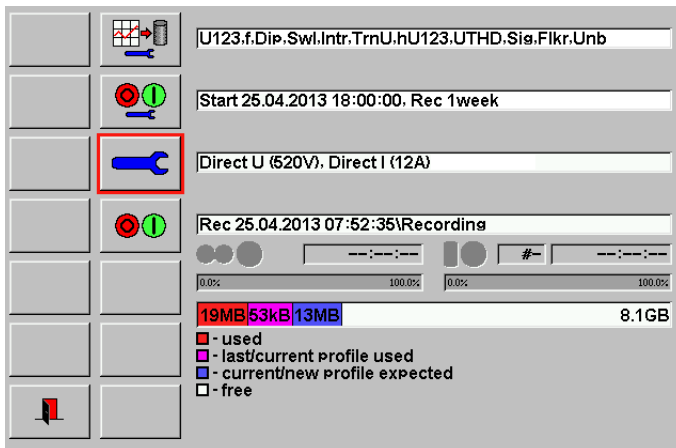 U123,f,Dip,Swl,Intr,TrnU,hU123,UTHD,Sig,Flkr,Unb
Start 25.04.2013 18:00:00, Rec 1week
Direct U (520V), Direct I (12A)
Rec 25.04.2013 07:52:35\Recording
--:--:-- #- --:--:--
0.0% 100.0% 0.0% 100.0%
19MB 53kB 13MB 8.1GB
- used
- last/current profile used
- current/new profile expected
- free